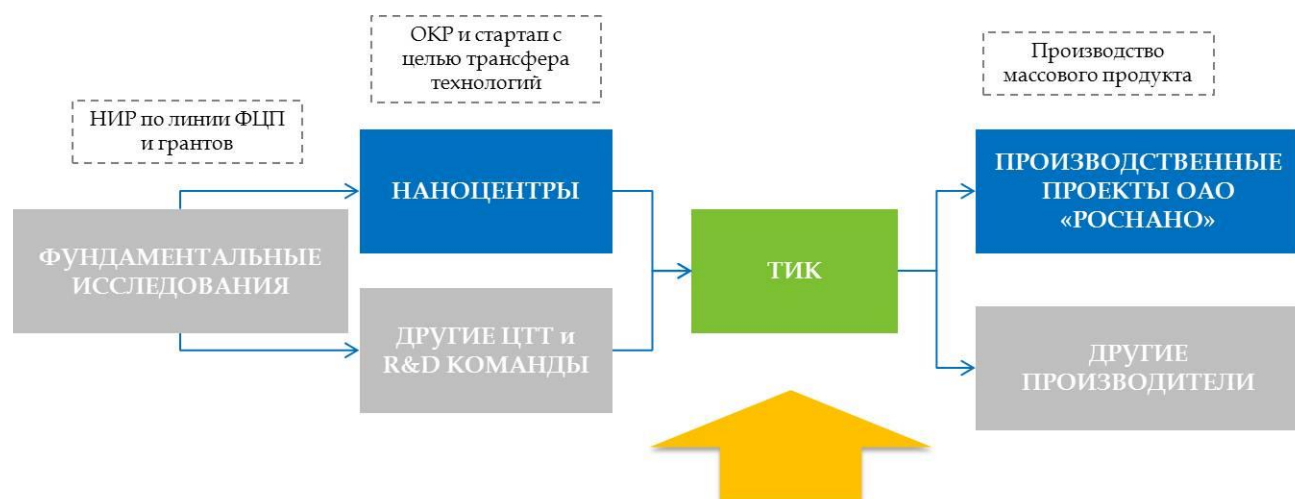 ОКР и стартап с
целью трансфера
технологий
Производство
массового продукта
НИР по линии ФЦП
и грантов
НАНОЦЕНТРЫ
ПРОИЗВОДСТВЕННЫЕ
ПРОЕКТЫ ОАО
«РОСНАНО»
ФУНДАМЕНТАЛЬНЫЕ
ИССЛЕДОВАНИЯ
ТИК
ДРУГИЕ ЦТТ и
R&D КОМАНДЫ
ДРУГИЕ
ПРОИЗВОДИТЕЛИ